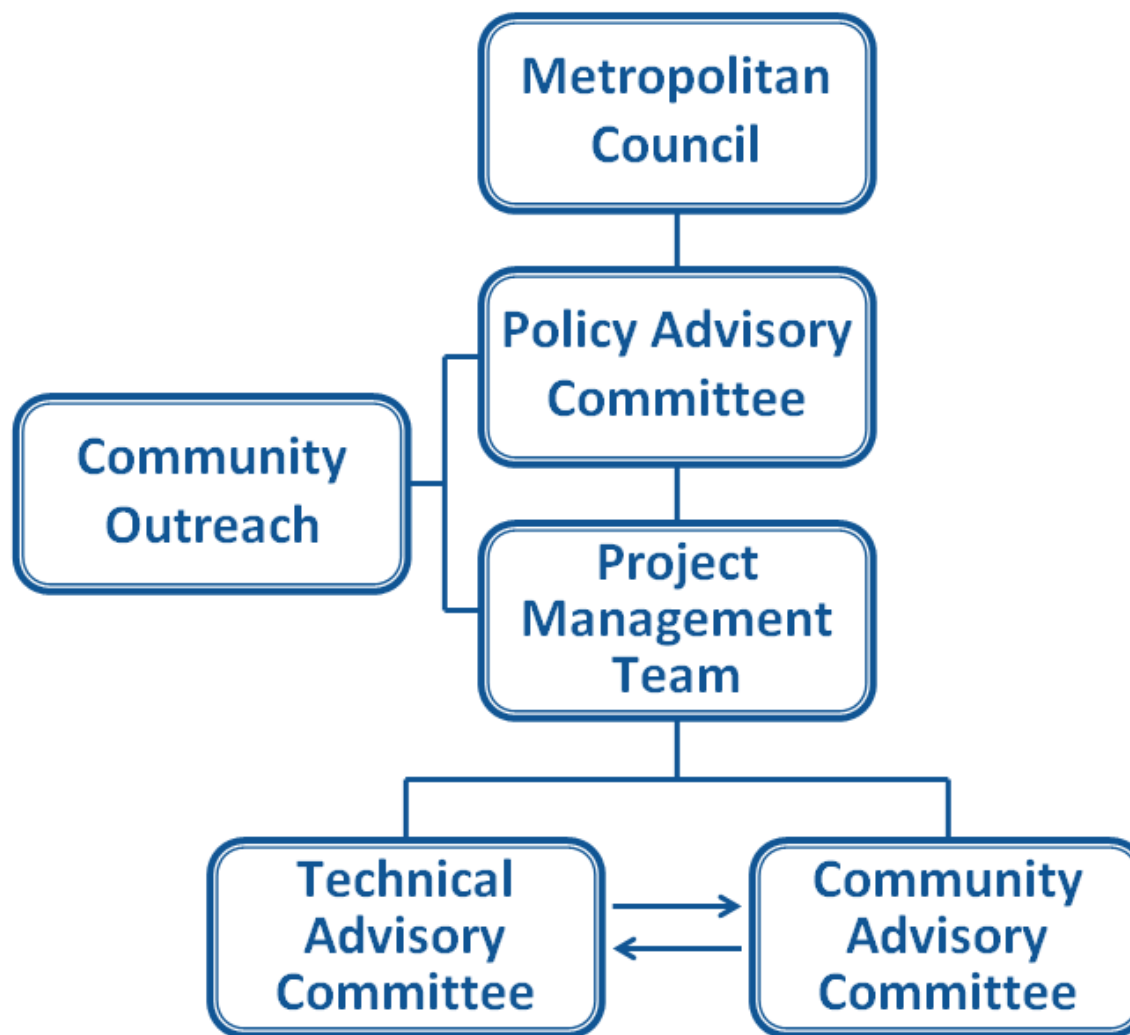 Metropolitan
Council
Policy Advisory
Committee
Community
Outreach
Project
Management
Team
Technical
Advisory
Committee
Community
Advisory
Committee